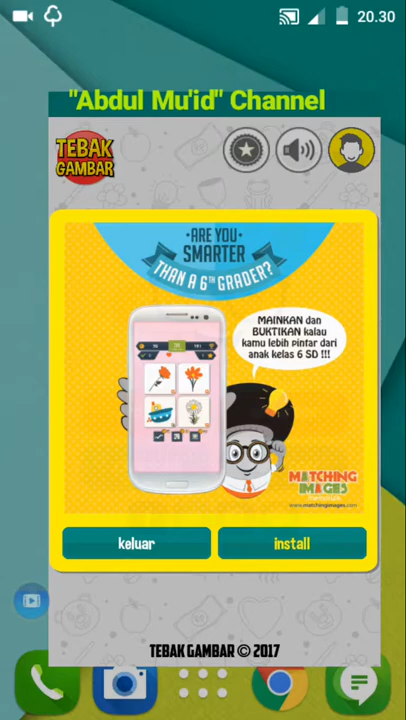 20.30
"Abdul Mu'id" Channel
TEBAK
GAMBAR
•ARE YOU•
SMARTER
THAN A 6TH GRADER?
MAINKAN dan
BUKTIKAN kalau
kamu lebih pintar dari
anak kelas 6 SD !!!
MATCHING
IMAGES
www.matchingimages.com
keluar
install
TEBAK GAMBAR © 2017